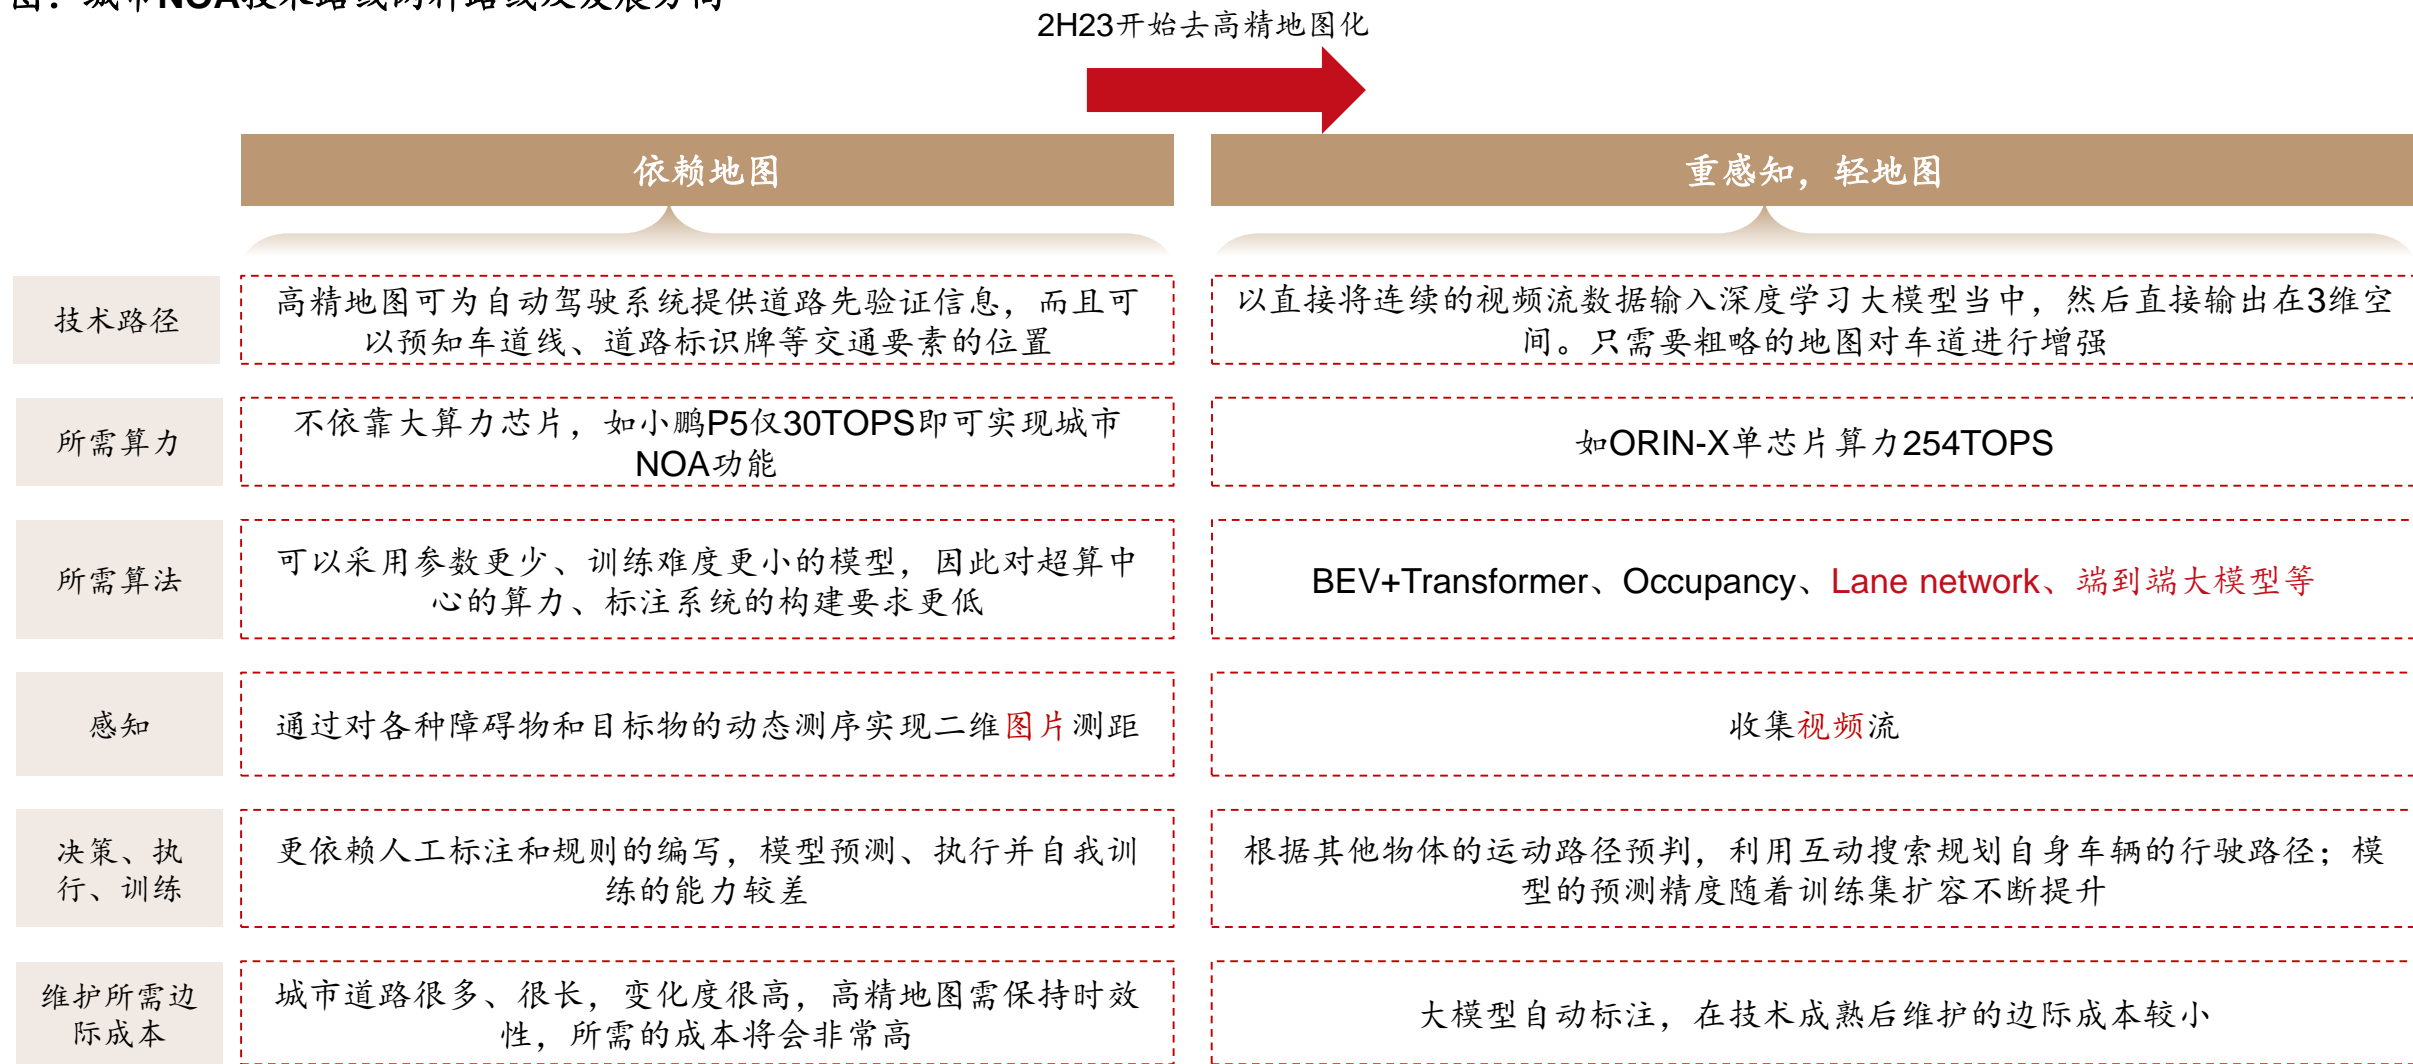 图：城市NOA技术路线两种路线及发展方向
2H23开始去高精地图化
依赖地图
重感知，轻地图
技术路径
高精地图可为自动驾驶系统提供道路先验证信息，而且可
以预知车道线、道路标识牌等交通要素的位置
以直接将连续的视频流数据输入深度学习大模型当中，然后直接输出在3维空
间。只需要粗略的地图对车道进行增强
所需算力
不依靠大算力芯片，如小鹏P5仅30TOPS即可实现城市
NOA功能
如ORIN-X单芯片算力254TOPS
所需算法
可以采用参数更少、训练难度更小的模型，因此对超算中
心的算力、标注系统的构建要求更低
BEV+Transformer、Occupancy、Lane network、端到端大模型等
感知
通过对各种障碍物和目标物的动态测序实现二维图片测距
收集视频流
决策、执
行、训练
更依赖人工标注和规则的编写，模型预测、执行并自我训
练的能力较差
根据其他物体的运动路径预判，利用互动搜索规划自身车辆的行驶路径；模
型的预测精度随着训练集扩容不断提升
维护所需边
际成本
城市道路很多、很长，变化度很高，高精地图需保持时效
性，所需的成本将会非常高
大模型自动标注，在技术成熟后维护的边际成本较小